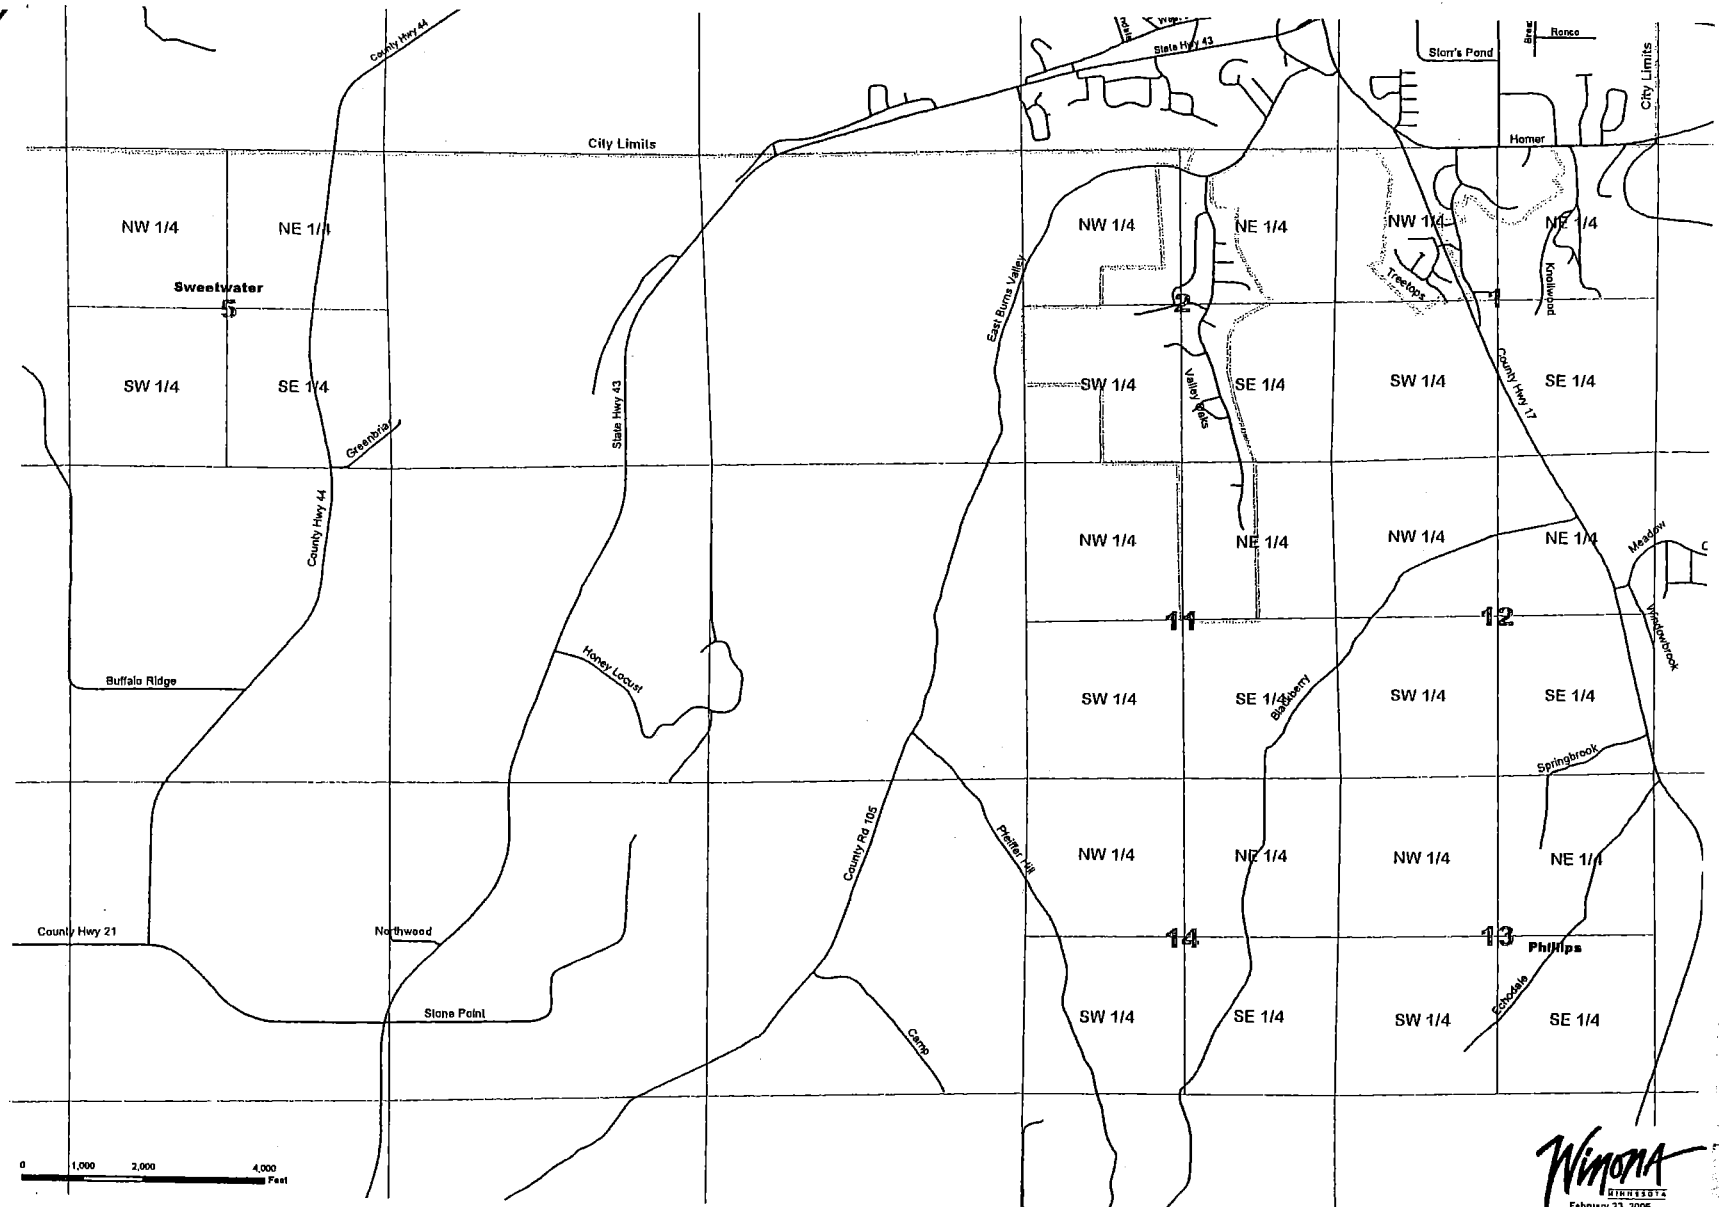 County Hwy 44
State Hwy 43
Starr's Pond
Ronco
City Limits
City Limits
Homer
NW 1/4
NE 1/4
NW 1/4
NE 1/4
NW 1/4
NE 1/4
Sweetwater
5
East Burns Valley
2
Treetops
1
Knollwood
SW 1/4
SE 1/4
SW 1/4
SE 1/4
SW 1/4
SE 1/4
State Hwy 43
Valley Oaks
County Hwy 17
Greenbriar
County Hwy 44
NW 1/4
NE 1/4
NW 1/4
NE 1/4
Meadow
11
12
Windowbrook
Buffalo Ridge
Honey Locust
SW 1/4
SE 1/4
Blackberry
SW 1/4
SE 1/4
Springbrook
County Rd 105
Pfeiffer Hill
NW 1/4
NE 1/4
NW 1/4
NE 1/4
County Hwy 21
Northwood
14
13
Phillips
Stone Point
Camp
SW 1/4
SE 1/4
SW 1/4
Echodale
SE 1/4
0 1,000 2,000 4,000
Feet
Winona
MINNESOTA
February 23, 2006